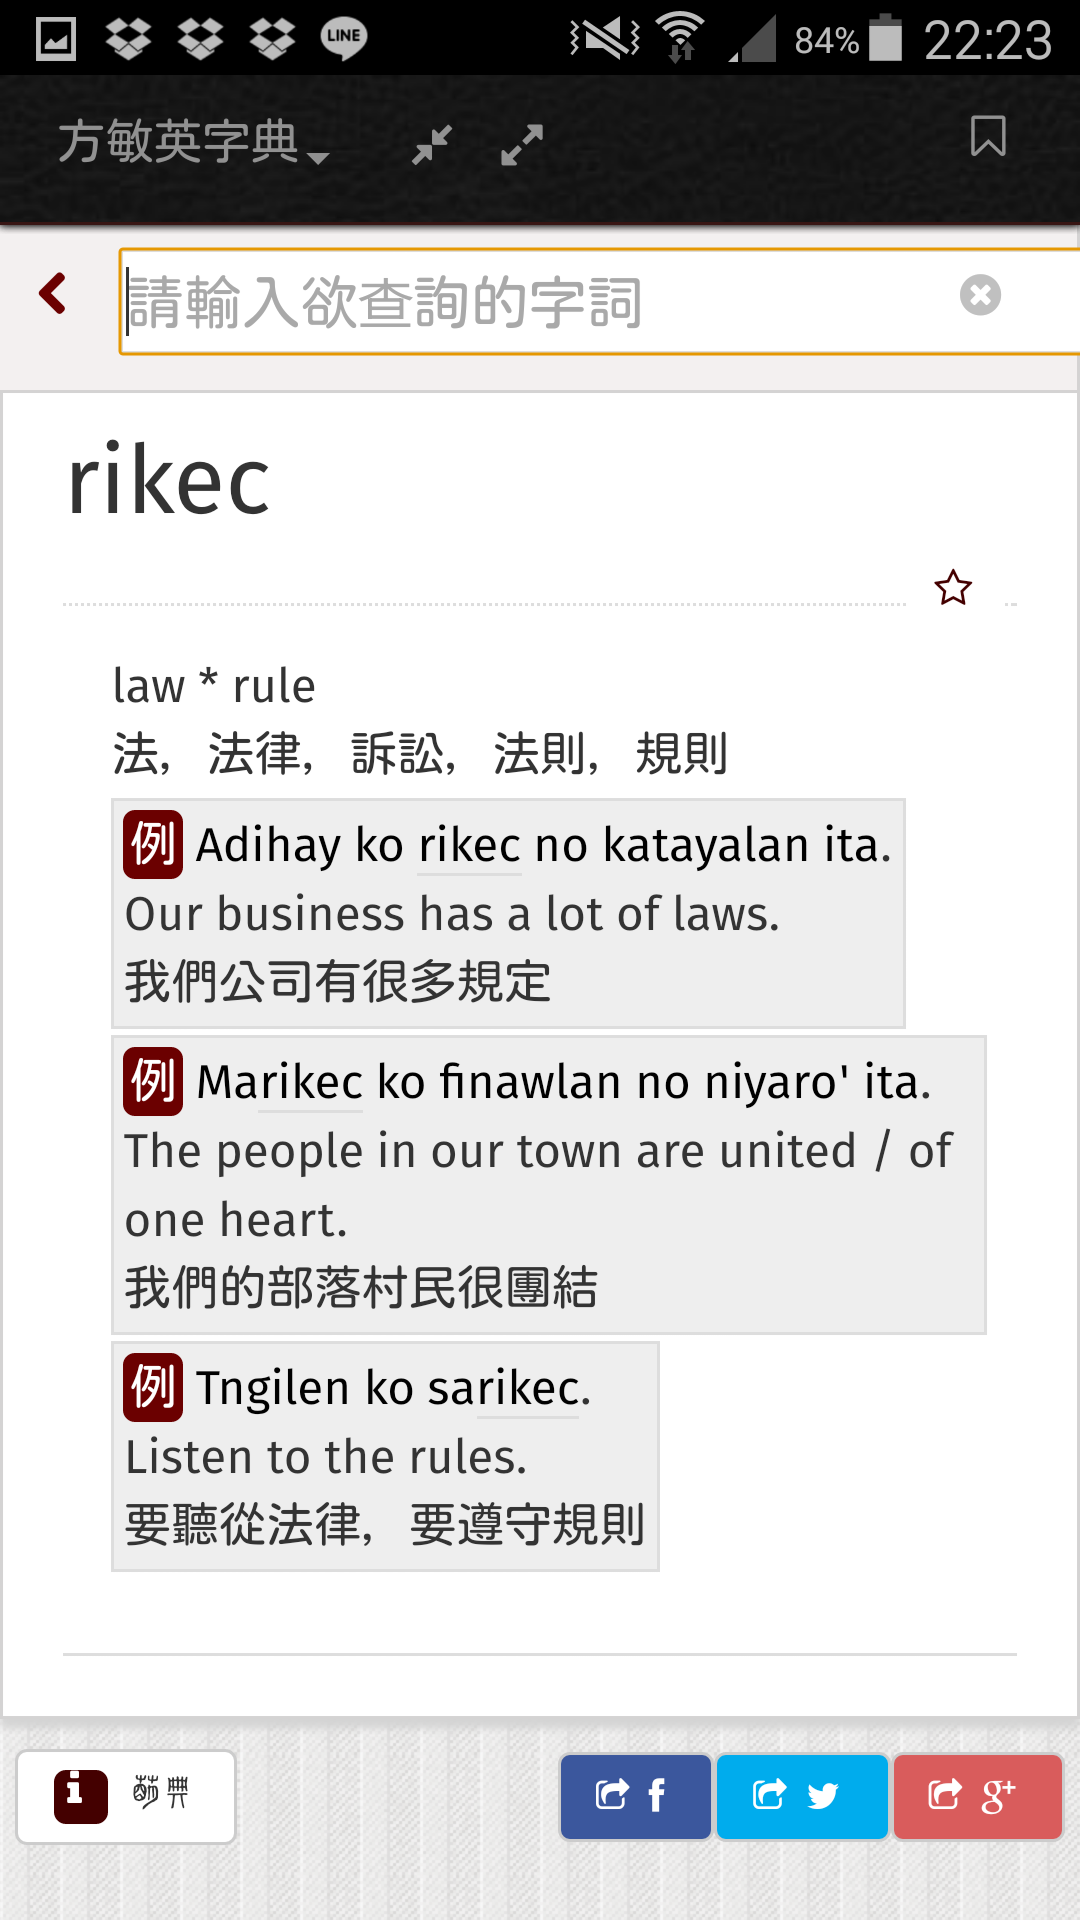 LINE
84%
22:23
方敏英字典
請輸入欲查詢的字詞
rikec
law * rule
法，法律，訴訟，法則，規則
例 Adihay ko rikec no katayalan ita.
Our business has a lot of laws.
我們公司有很多規定
例 Marikec ko finawlan no niyaro' ita.
The people in our town are united / of
one heart.
我們的部落村民很團結
例 Tngilen ko sarikec.
Listen to the rules.
要聽從法律，要遵守規則
i 萌典
f
g+